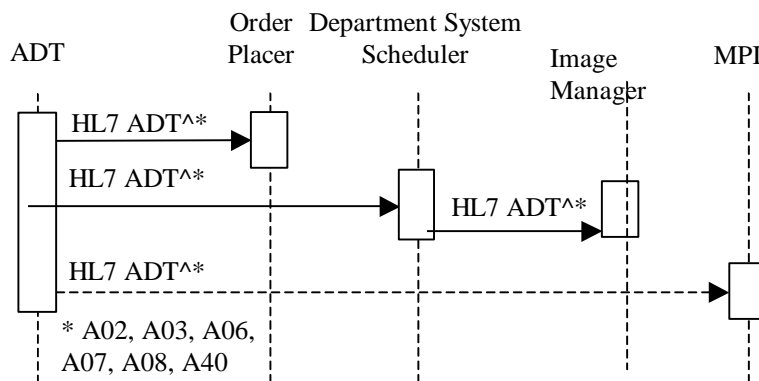 ADT
Order
Placer
Department System
Scheduler
Image
Manager
MPI
HL7 ADT^*
HL7 ADT^*
HL7 ADT^*
HL7 ADT^*
* A02, A03, A06,
A07, A08, A40